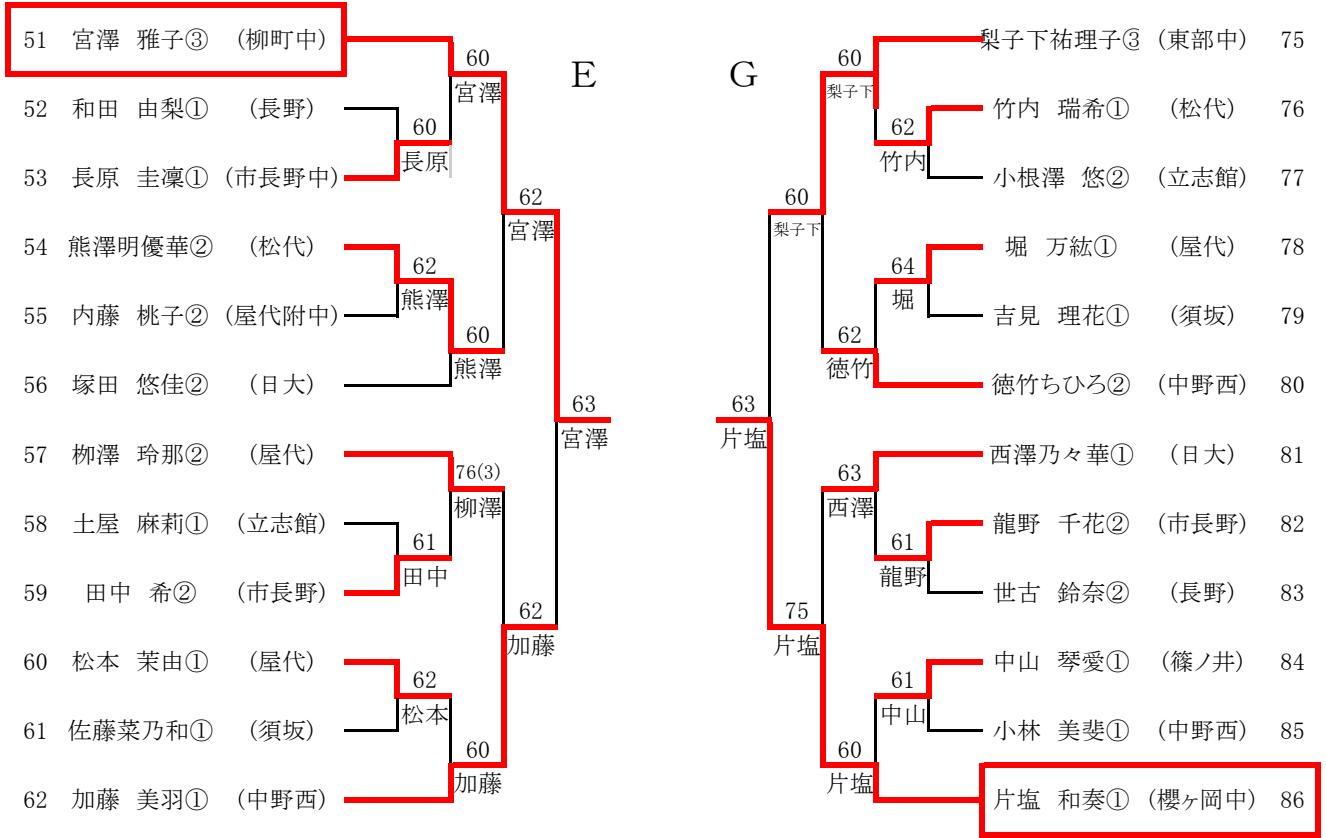 51 宮澤 雅子③ (柳町中)
60
宮澤
E
52 和田 由梨① (長野)
60
長原
53 長原 圭凜① (市長野中)
62
宮澤
54 熊澤明優華② (松代)
62
熊澤
55 内藤 桃子② (屋代附中)
60
熊澤
56 塚田 悠佳② (日大)
63
宮澤
57 栁澤 玲那② (屋代)
76(3)
柳澤
58 土屋 麻莉① (立志館)
61
田中
59 田中 希② (市長野)
62
加藤
60 松本 茉由① (屋代)
62
松本
61 佐藤菜乃和① (須坂)
60
加藤
62 加藤 美羽① (中野西)
G
梨子下祐理子③ (東部中) 75
60
梨子下
竹内 瑞希① (松代) 76
62
竹内
小根澤 悠② (立志館) 77
60
梨子下
堀 万紘① (屋代) 78
64
堀
吉見 理花① (須坂) 79
62
徳竹
徳竹ちひろ② (中野西) 80
63
片塩
西澤乃々華① (日大) 81
63
西澤
龍野 千花② (市長野) 82
61
龍野
世古 鈴奈② (長野) 83
75
片塩
中山 琴愛① (篠ノ井) 84
61
中山
小林 美斐① (中野西) 85
60
片塩
片塩 和奏① (櫻ヶ岡中) 86